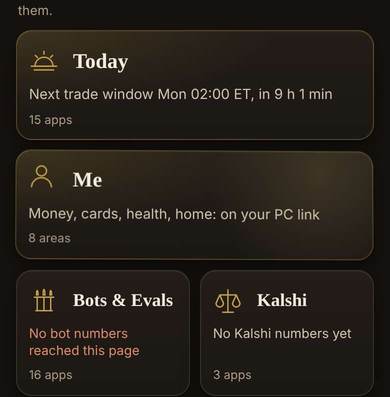 them.
Today
Next trade window Mon 02:00 ET, in 9 h 1 min
15 apps
Me
Money, cards, health, home: on your PC link
8 areas
Bots & Evals
No bot numbers
reached this page
16 apps
Kalshi
No Kalshi numbers yet
3 apps